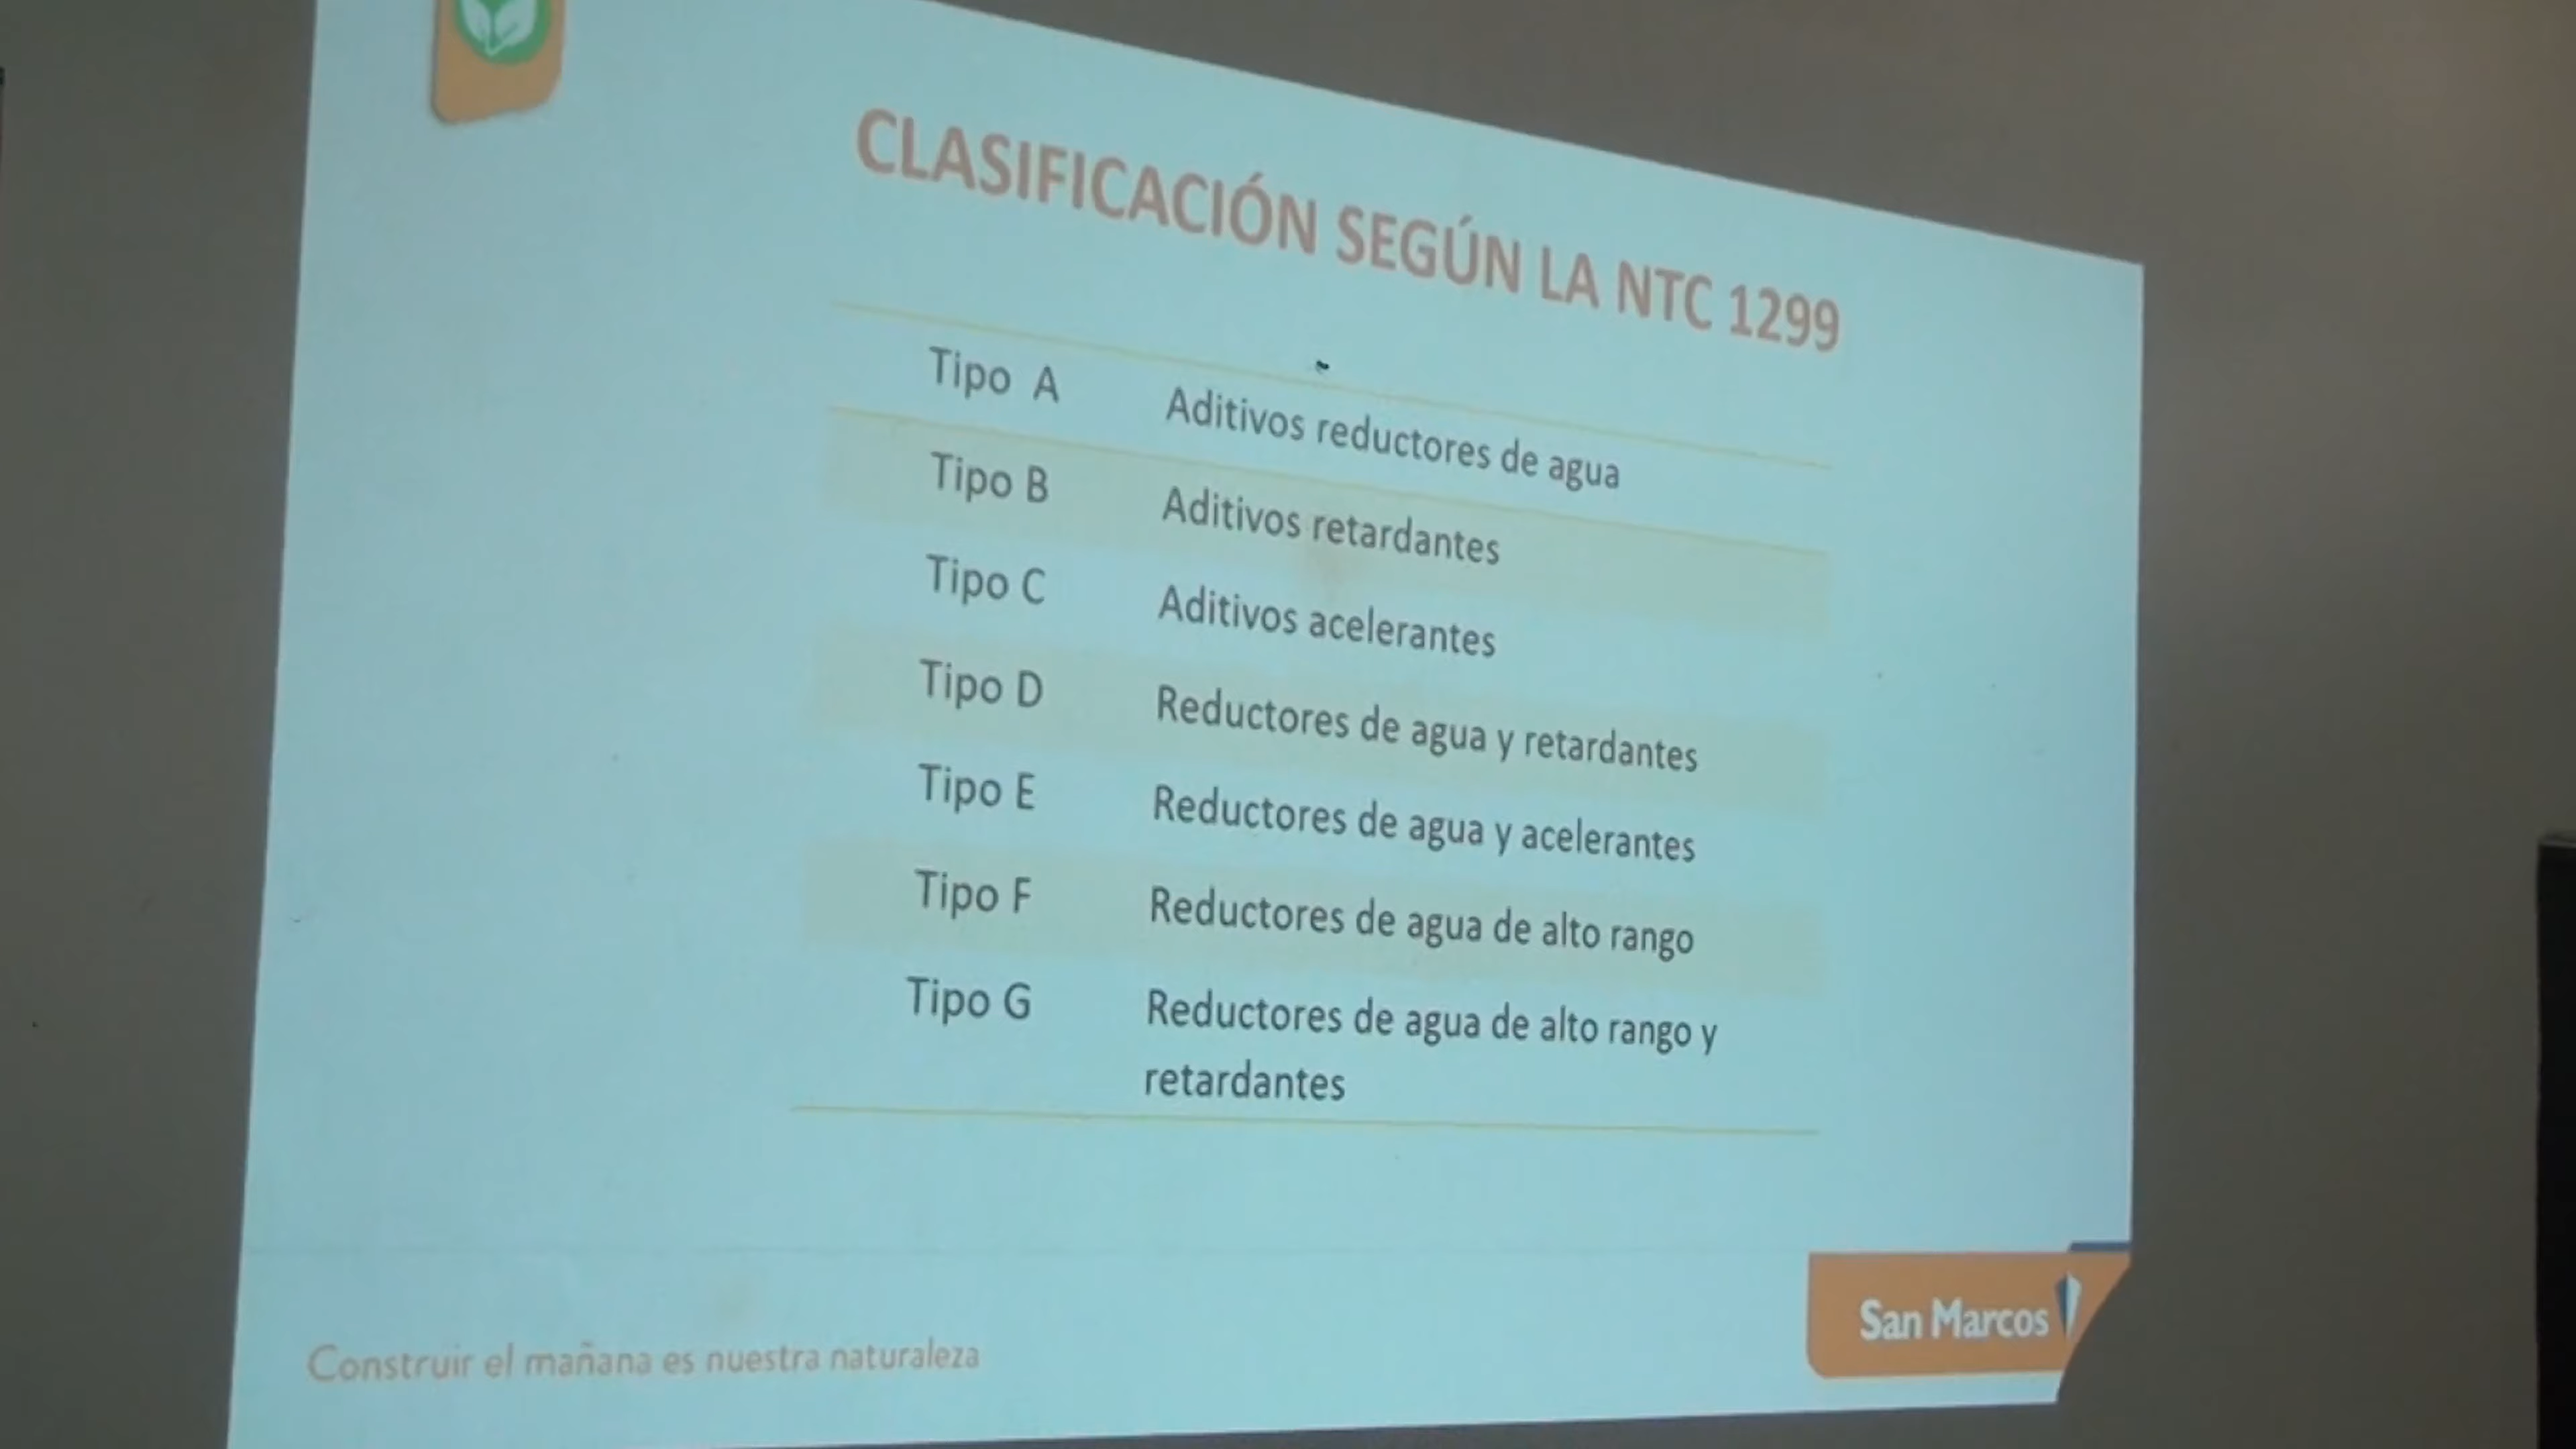 CLASIFICACIÓN SEGÚN LA NTC 1299
Tipo A Aditivos reductores de agua
Tipo B Aditivos retardantes
Tipo C Aditivos acelerantes
Tipo D Reductores de agua y retardantes
Tipo E Reductores de agua y acelerantes
Tipo F Reductores de agua de alto rango
Tipo G Reductores de agua de alto rango y
retardantes
Construir el mañana es nuestra naturaleza
San Marcos